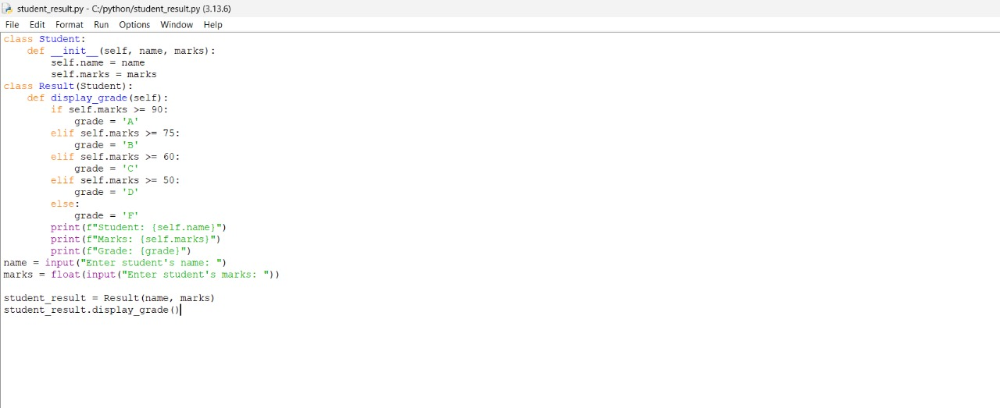 student_result.py - C:/python/student_result.py (3.13.6)
File Edit Format Run Options Window Help
class Student:
    def __init__(self, name, marks):
        self.name = name
        self.marks = marks
class Result(Student):
    def display_grade(self):
        if self.marks >= 90:
            grade = 'A'
        elif self.marks >= 75:
            grade = 'B'
        elif self.marks >= 60:
            grade = 'C'
        elif self.marks >= 50:
            grade = 'D'
        else:
            grade = 'F'
        print(f"Student: {self.name}")
        print(f"Marks: {self.marks}")
        print(f"Grade: {grade}")
name = input("Enter student's name: ")
marks = float(input("Enter student's marks: "))

student_result = Result(name, marks)
student_result.display_grade()